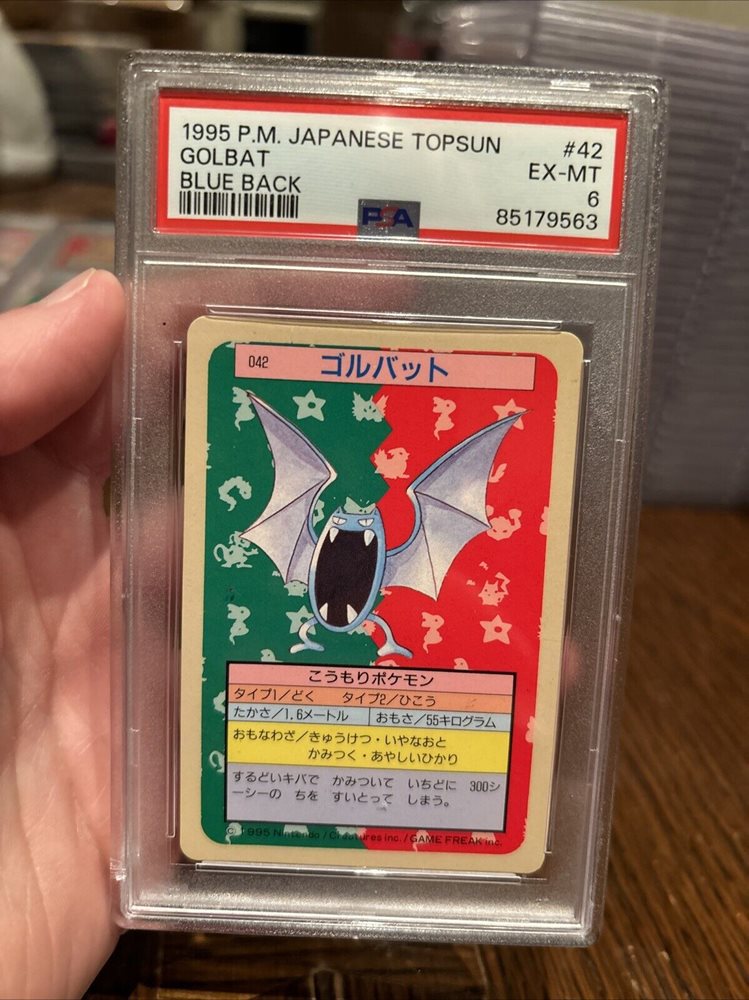 1995 P.M. JAPANESE TOPSUN #42
GOLBAT EX-MT
BLUE BACK 6
PSA 85179563
042 ゴルバット
こうもりポケモン
タイプ1/どく タイプ2/ひこう
たかさ/1.6メートル おもさ/55キログラム
おもなわざ/きゅうけつ・いやなおと
かみつく・あやしいひかり
するどいキバで かみついて いちどに 300シ
ーシーの ちを すいとって しまう。
© 1995 Nintendo / Creatures inc. / GAME FREAK inc.